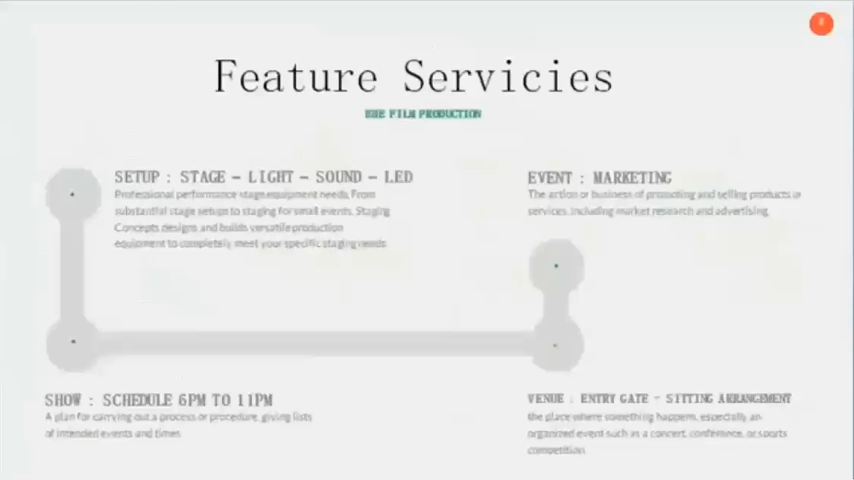 Feature Servicies
FILM PRODUCTION
SETUP : STAGE - LIGHT - SOUND - LED
Professional performance stage equipment needs. From
substantial stage setups to staging for small events. Staging
Concepts designs and builds versatile production
equipment to completely meet your specific staging needs
EVENT : MARKETING
The action or business of promoting and selling products or
services, including market research and advertising.
SHOW : SCHEDULE 6PM TO 11PM
A plan for carrying out a process or procedure, giving lists
of intended events and times
VENUE : ENTRY GATE - SITTING ARRANGEMENT
the place where something happens, especially an
organized event such as a concert, conference, or sports
competition.